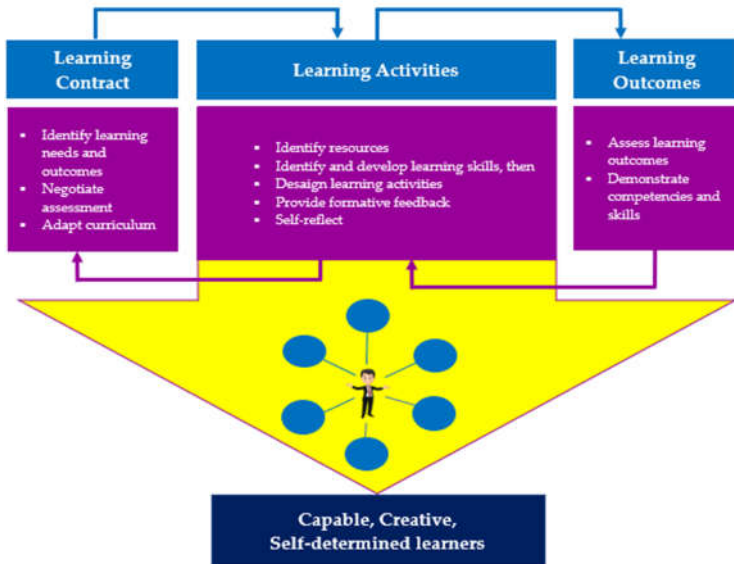 Learning
Contract
▪ Identify learning
needs and
outcomes
▪ Negotiate
assessment
▪ Adapt curriculum
Learning Activities
▪ Identify resources
▪ Identify and develop learning skills, then
▪ Desaign learning activities
▪ Provide formative feedback
▪ Self-reflect
Learning
Outcomes
▪ Assess learning
outcomes
▪ Demonstrate
competencies and
skills
Capable, Creative,
Self-determined learners